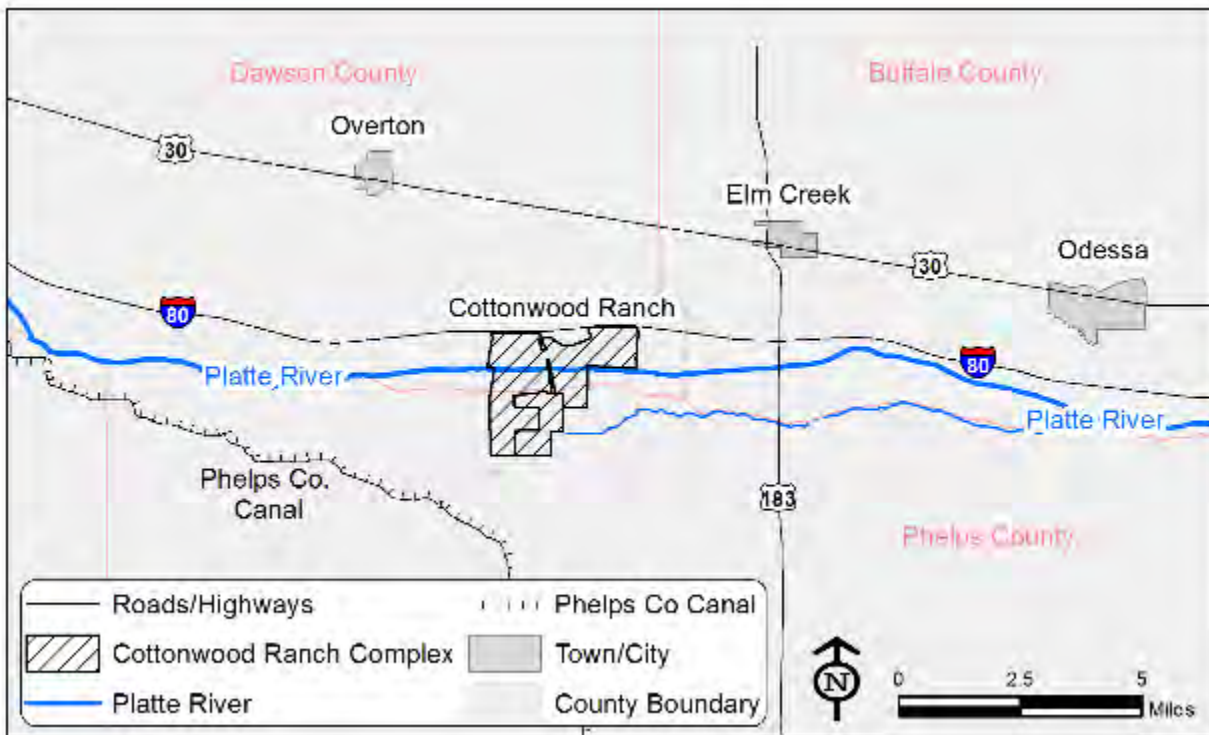 Dawson County
Buffalo County
Overton
30
Elm Creek
30
Odessa
Cottonwood Ranch
80
80
Platte River
Platte River
Phelps Co.
Canal
183
Phelps County
Roads/Highways
Phelps Co Canal
Cottonwood Ranch Complex
Town/City
Platte River
County Boundary
N
0 2.5 5
Miles